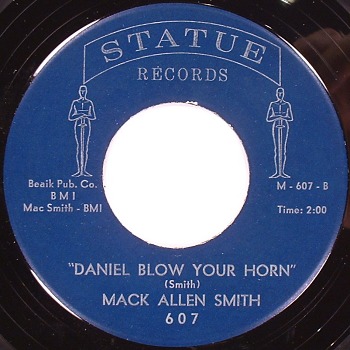 STATUE
RECORDS
Beaik Pub. Co.
BMI
Mac Smith - BMI
M - 607 - B
Time: 2:00
"DANIEL BLOW YOUR HORN"
(Smith)
MACK ALLEN SMITH
607